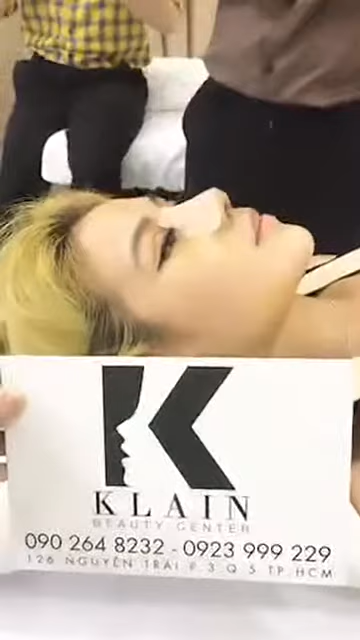 K
KLAIN
BEAUTY CENTER
090 264 8232 - 0923 999 229
126 NGUYỄN TRÃI P.3 Q.5 TP.HCM